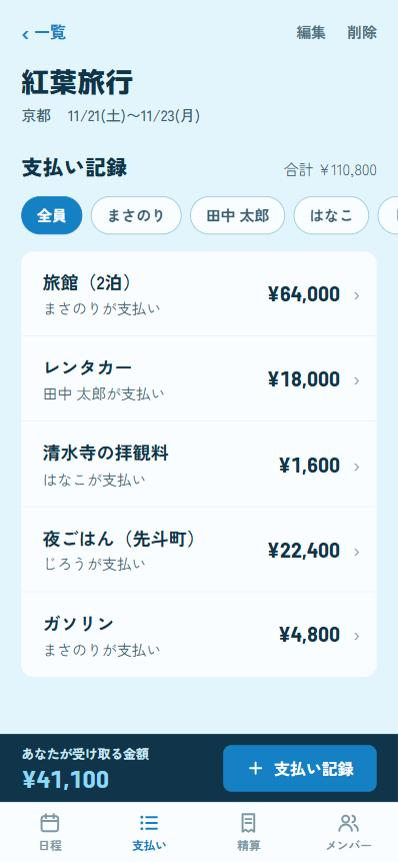 ‹ 一覧 編集 削除
紅葉旅行
京都 11/21(土)〜11/23(月)
支払い記録 合計 ¥110,800
全員 まさのり 田中 太郎 はなこ
旅館（2泊）
まさのりが支払い
¥64,000 ›
レンタカー
田中 太郎が支払い
¥18,000 ›
清水寺の拝観料
はなこが支払い
¥1,600 ›
夜ごはん（先斗町）
じろうが支払い
¥22,400 ›
ガソリン
まさのりが支払い
¥4,800 ›
あなたが受け取る金額
¥41,100
＋ 支払い記録
日程 支払い 精算 メンバー